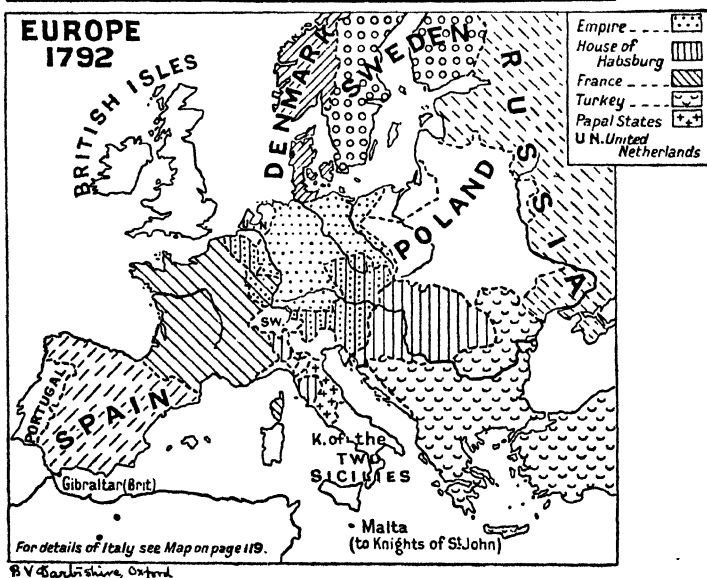 EUROPE
1792
Empire
House of
Habsburg
France
Turkey
Papal States
U N. United
Netherlands
BRITISH ISLES
DENMARK
SWEDEN
RUSSIA
POLAND
U N
SW.
PORTUGAL
SPAIN
K. of the
TWO
SICILIES
Gibraltar (Brit)
Malta
(to Knights of St John)
For details of Italy see Map on page 119.
B V Darbishire, Oxford